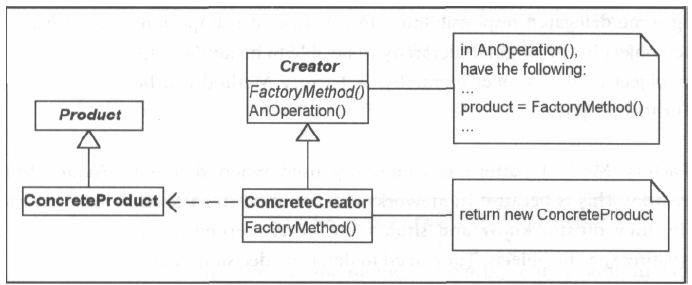 Creator
FactoryMethod()
AnOperation()
in AnOperation(),
have the following:
...
product = FactoryMethod()
...
Product
ConcreteProduct
ConcreteCreator
FactoryMethod()
return new ConcreteProduct